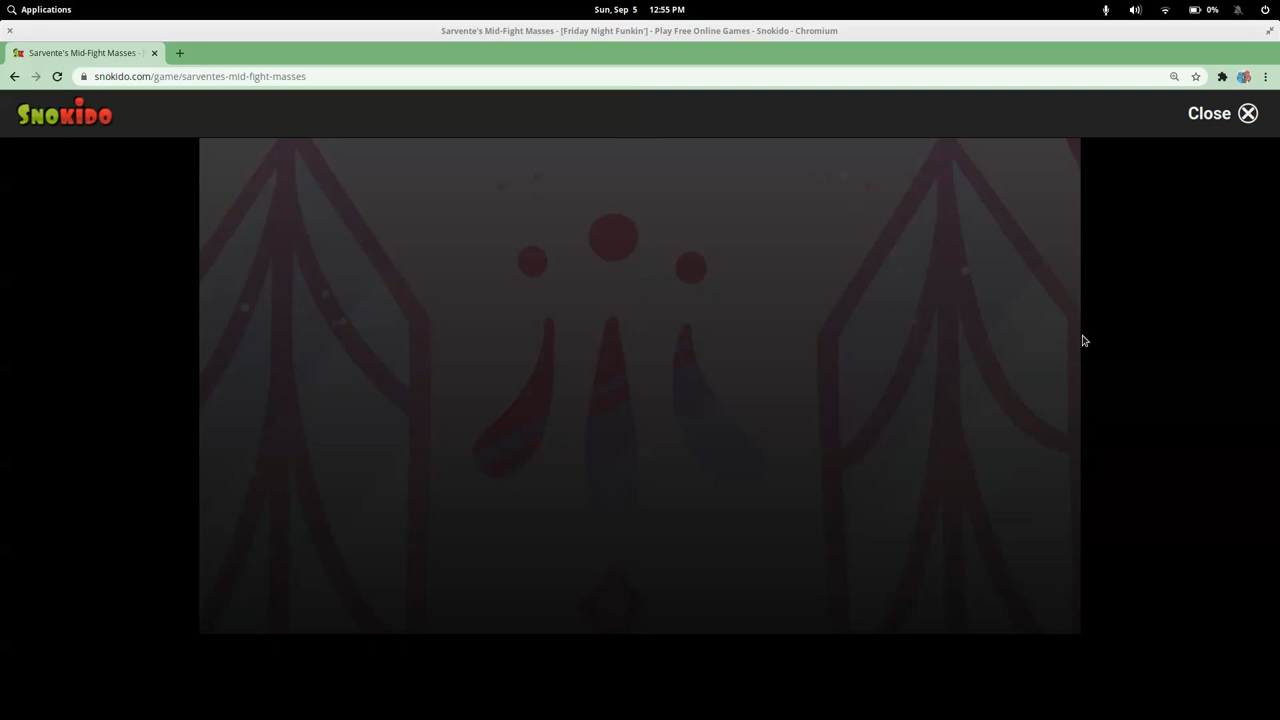 Applications
Sun, Sep 5 12:55 PM
0%
Sarvente's Mid-Fight Masses - [Friday Night Funkin'] - Play Free Online Games - Snokido - Chromium
Sarvente's Mid-Fight Masses - [
snokido.com/game/sarventes-mid-fight-masses
SNOKIDO
Close